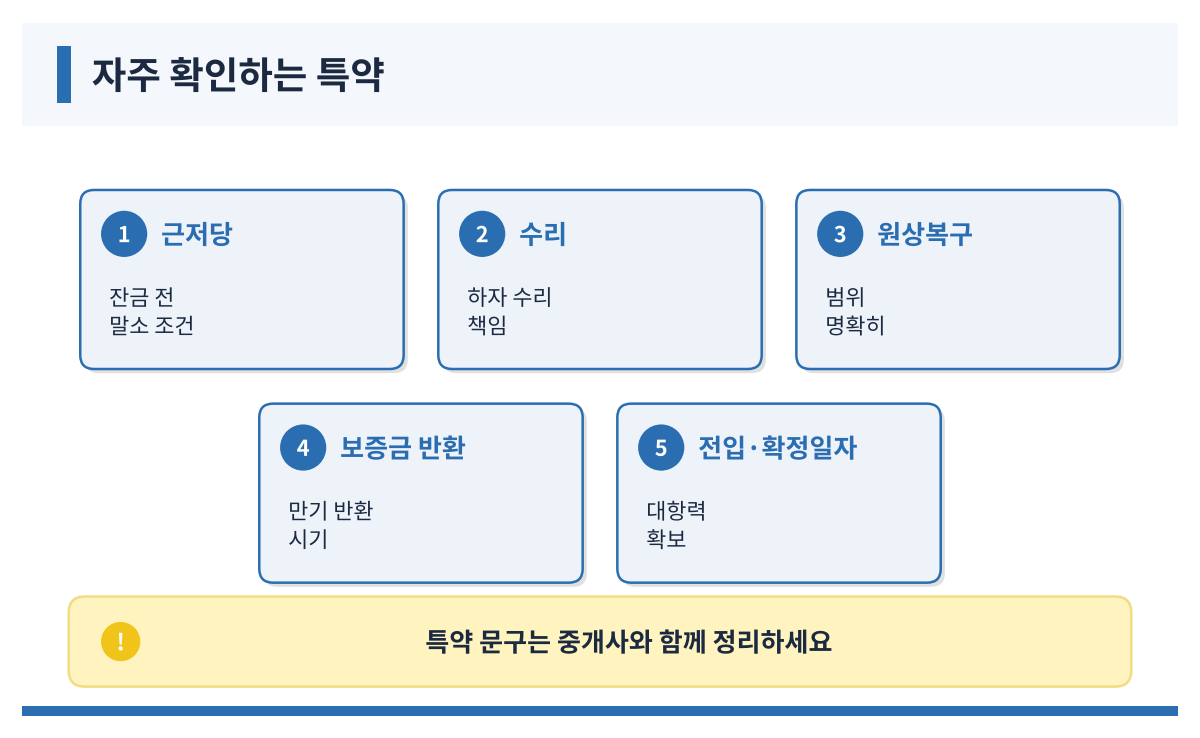 자주 확인하는 특약
1 근저당
잔금 전
말소 조건
2 수리
하자 수리
책임
3 원상복구
범위
명확히
4 보증금 반환
만기 반환
시기
5 전입·확정일자
대항력
확보
! 특약 문구는 중개사와 함께 정리하세요